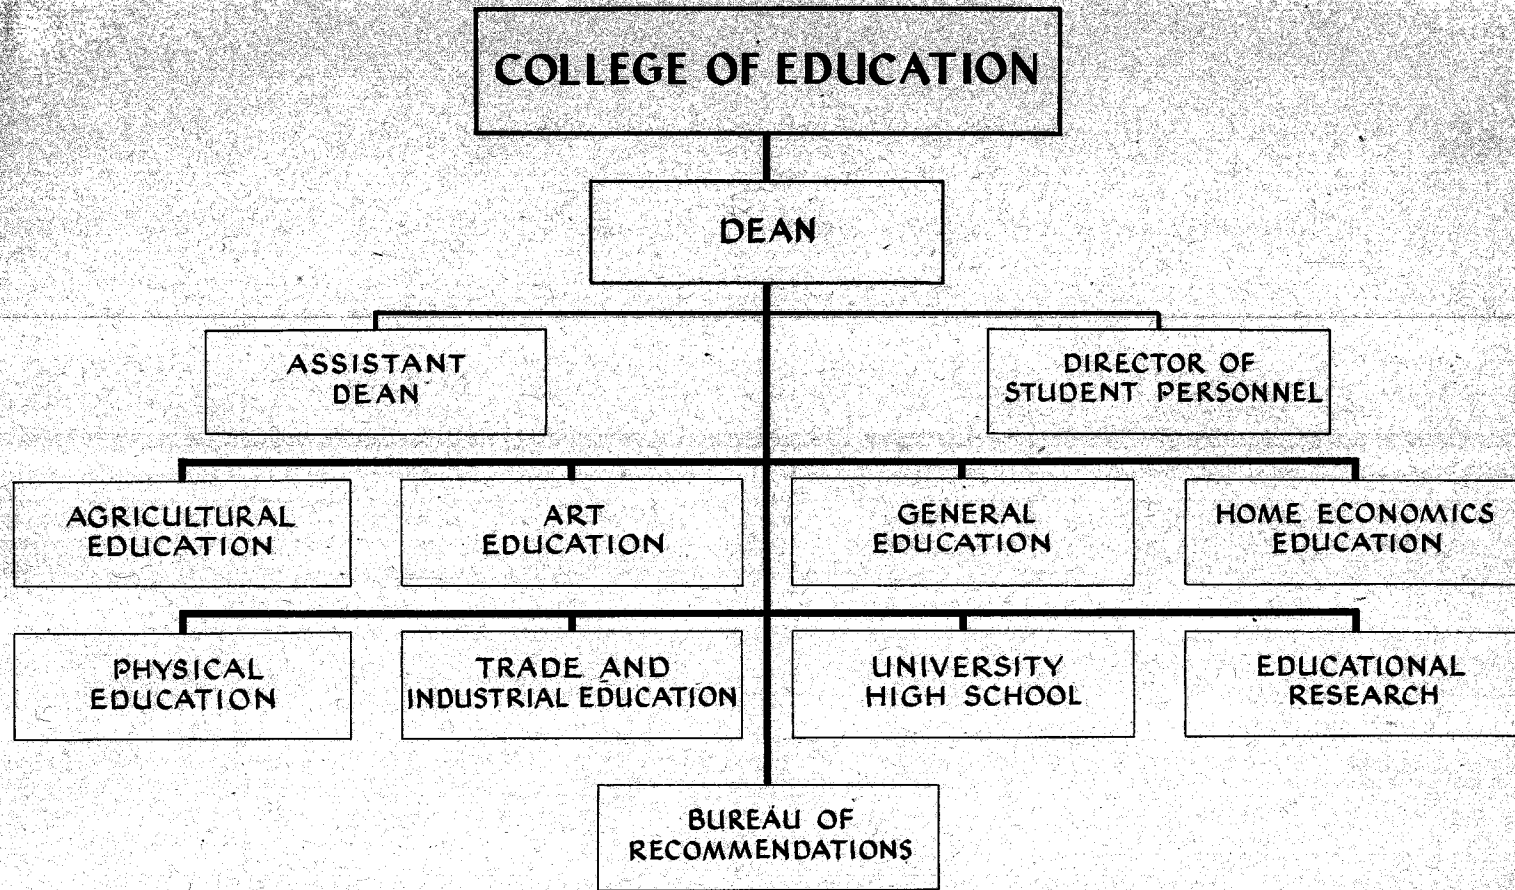 COLLEGE OF EDUCATION
DEAN
ASSISTANT
DEAN
DIRECTOR OF
STUDENT PERSONNEL
AGRICULTURAL
EDUCATION
ART
EDUCATION
GENERAL
EDUCATION
HOME ECONOMICS
EDUCATION
PHYSICAL
EDUCATION
TRADE AND
INDUSTRIAL EDUCATION
UNIVERSITY
HIGH SCHOOL
EDUCATIONAL
RESEARCH
BUREAU OF
RECOMMENDATIONS